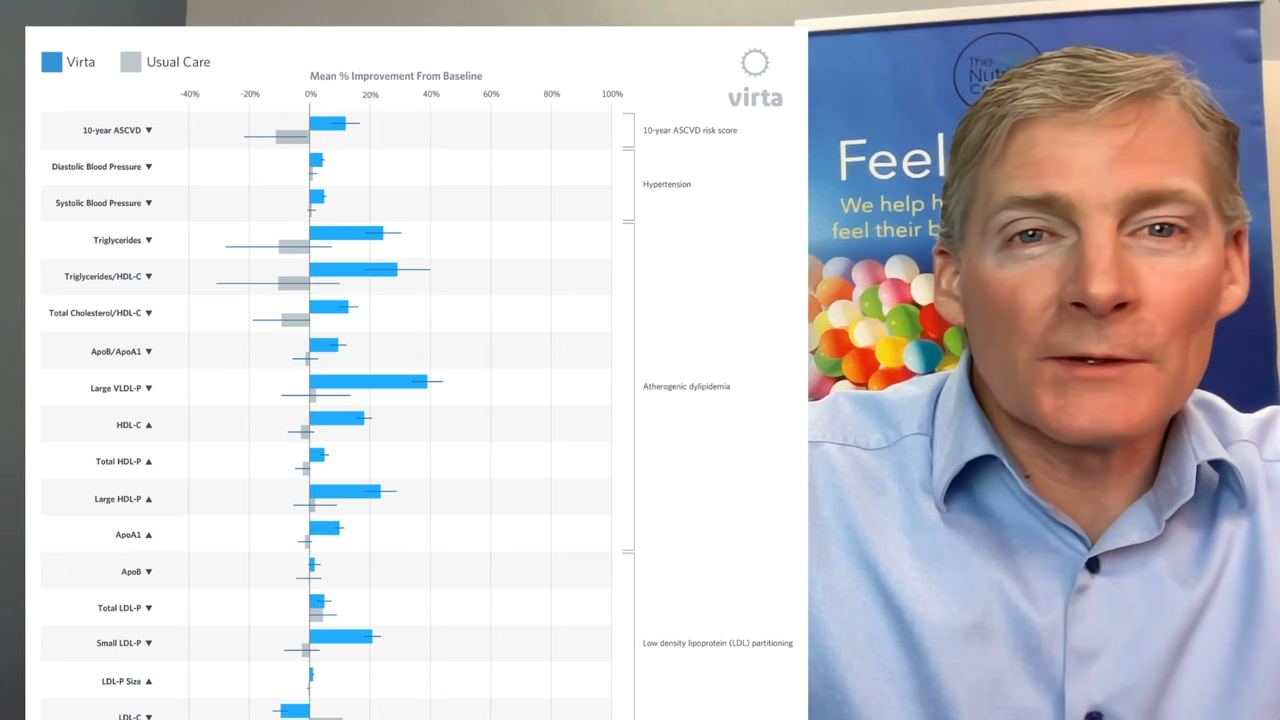 Virta
Usual Care
virta
Mean % Improvement From Baseline
-40%
-20%
0%
20%
40%
60%
80%
100%
10-year ASCVD ▼
10-year ASCVD risk score
Diastolic Blood Pressure ▼
Hypertension
Systolic Blood Pressure ▼
Triglycerides ▼
Triglycerides/HDL-C ▼
Total Cholesterol/HDL-C ▼
ApoB/ApoA1 ▼
Large VLDL-P ▼
Atherogenic dylipidemia
HDL-C ▲
Total HDL-P ▲
Large HDL-P ▲
ApoA1 ▲
ApoB ▼
Total LDL-P ▼
Small LDL-P ▼
Low density lipoprotein (LDL) partitioning
LDL-P Size ▲
LDL-C ▼
The
Feel
We help
feel their